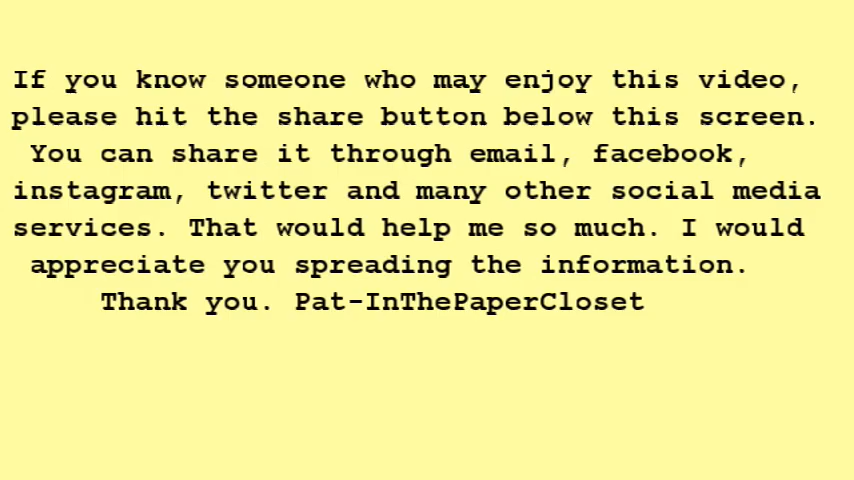 If you know someone who may enjoy this video,
please hit the share button below this screen.
You can share it through email, facebook,
instagram, twitter and many other social media
services. That would help me so much. I would
appreciate you spreading the information.
Thank you. Pat-InThePaperCloset